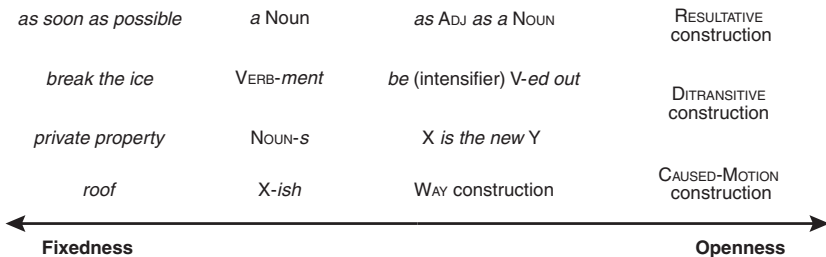 as soon as possible a Noun as ADJ as a NOUN RESULTATIVE
construction
break the ice VERB-ment be (intensifier) V-ed out
DITRANSITIVE
construction
private property NOUN-s X is the new Y
roof X-ish WAY construction CAUSED-MOTION
construction
Fixedness Openness